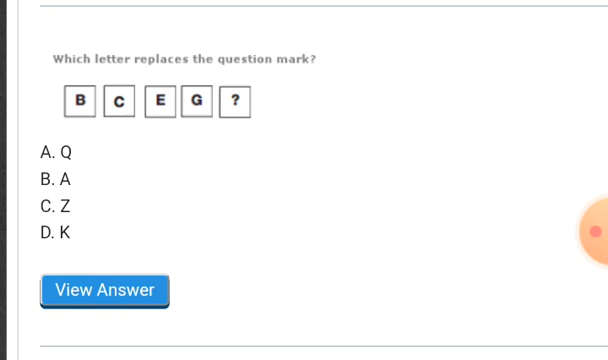 Which letter replaces the question mark?
B C E G ?
A. Q
B. A
C. Z
D. K
View Answer